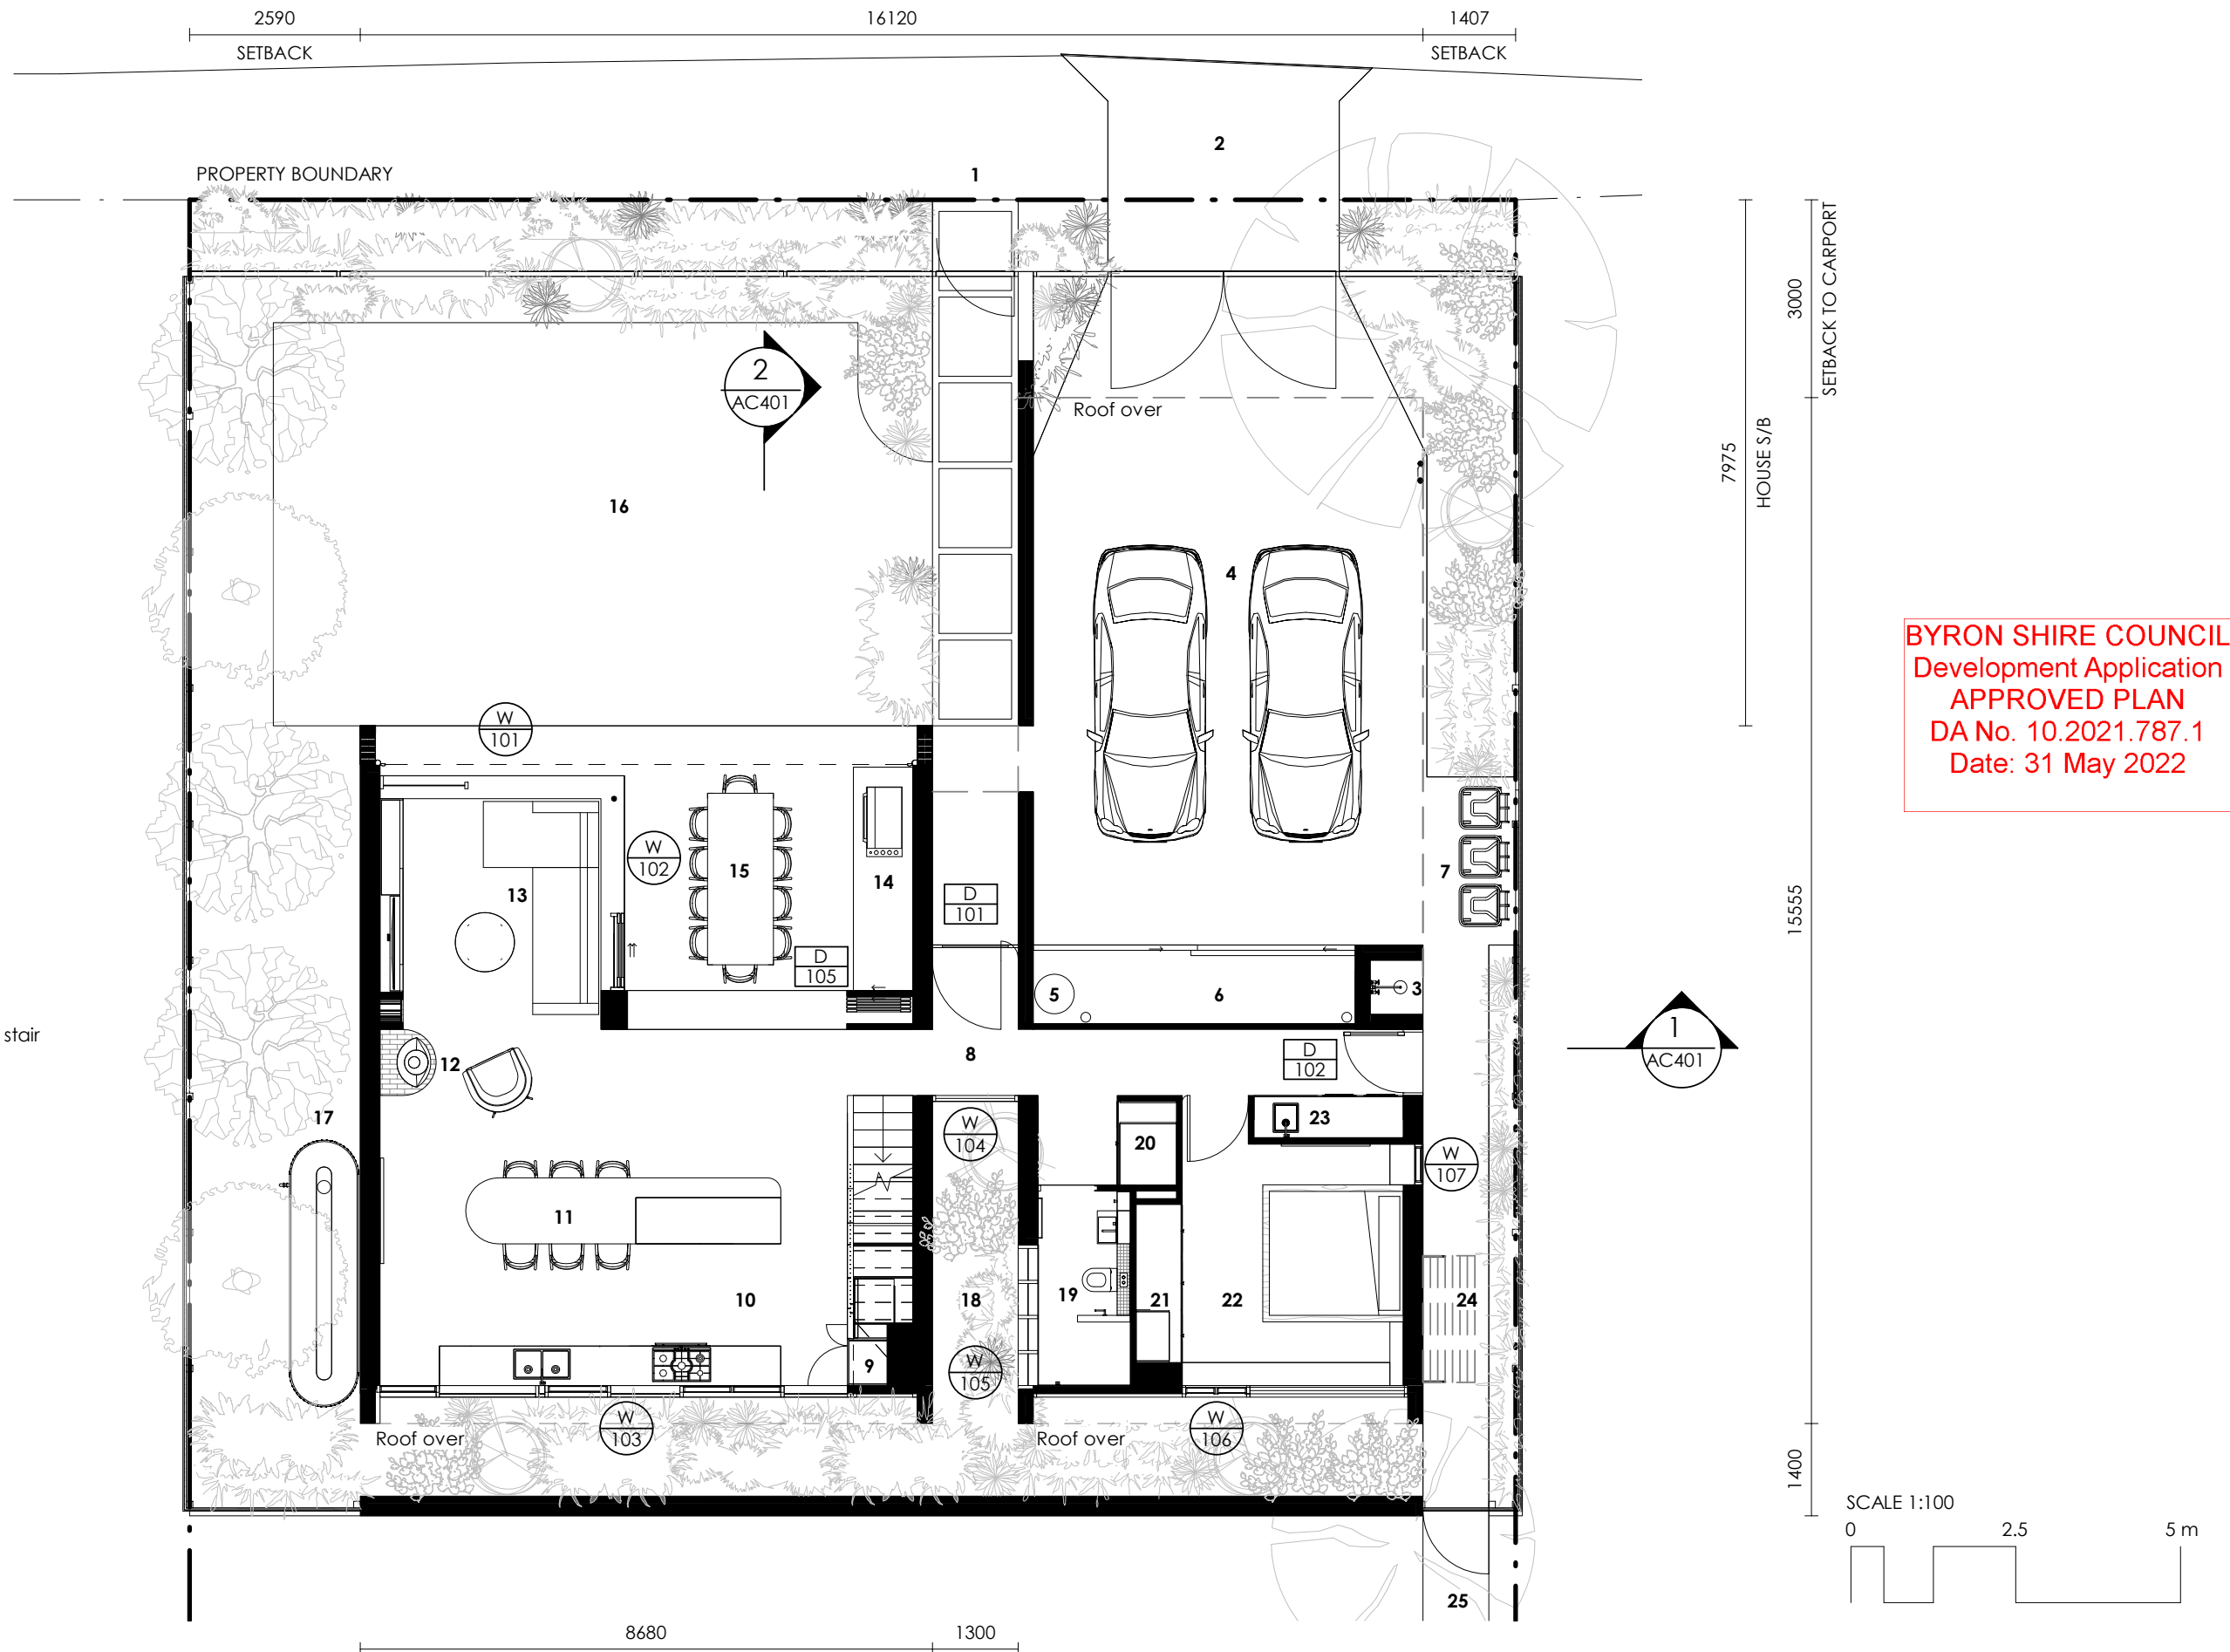 2590
16120
1407
SETBACK
SETBACK
PROPERTY BOUNDARY
1
2
3000
SETBACK TO CARPORT
7975
HOUSE S/B
2
AC401
Roof over
16
4
BYRON SHIRE COUNCIL
Development Application
APPROVED PLAN
DA No. 10.2021.787.1
Date: 31 May 2022
W
101
W
102
15
14
13
D
101
7
15555
D
105
5
6
3
stair
12
8
D
102
1
AC401
17
W
104
20
23
W
107
11
10
18
19
21
22
24
9
W
105
Roof over
W
103
Roof over
W
106
1400
SCALE 1:100
0
2.5
5 m
25
8680
1300